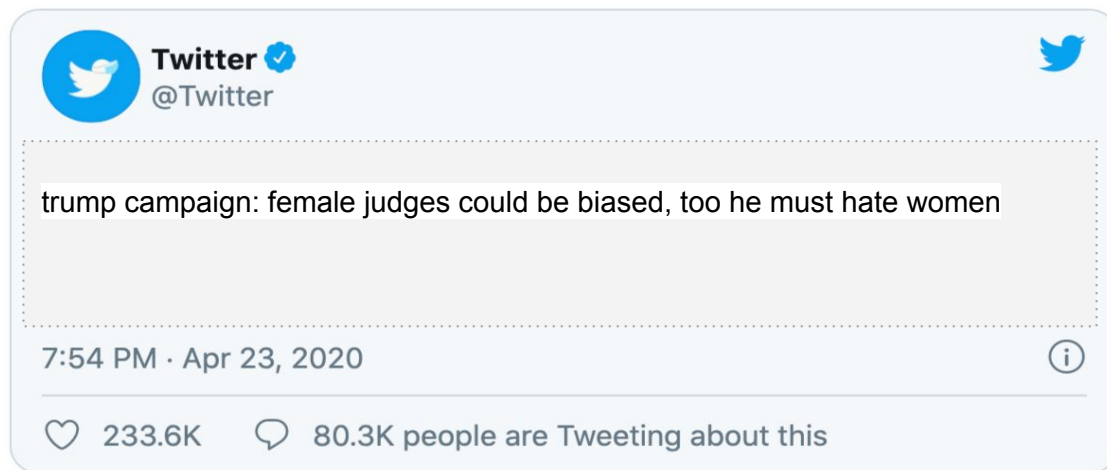 Twitter
@Twitter
trump campaign: female judges could be biased, too he must hate women
7:54 PM · Apr 23, 2020
233.6K 80.3K people are Tweeting about this